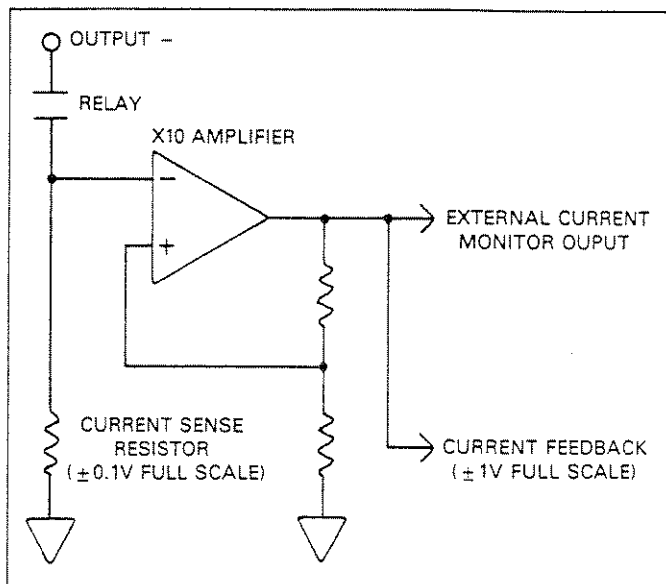 OUTPUT −
RELAY
X10 AMPLIFIER
−
+
EXTERNAL CURRENT
MONITOR OUPUT
CURRENT SENSE
RESISTOR
(±0.1V FULL SCALE)
CURRENT FEEDBACK
(±1V FULL SCALE)